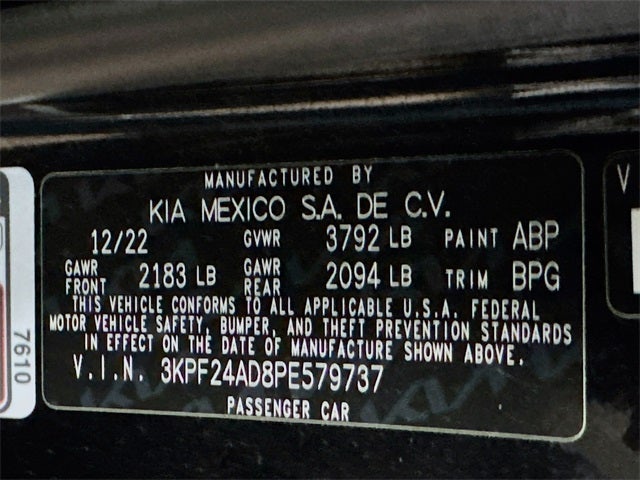 MANUFACTURED BY
KIA MEXICO S.A. DE C.V.
12/22 GVWR 3792 LB PAINT ABP
GAWR FRONT 2183 LB GAWR REAR 2094 LB TRIM BPG
THIS VEHICLE CONFORMS TO ALL APPLICABLE U.S.A. FEDERAL
MOTOR VEHICLE SAFETY, BUMPER, AND THEFT PREVENTION STANDARDS
IN EFFECT ON THE DATE OF MANUFACTURE SHOWN ABOVE.
V.I.N. 3KPF24AD8PE579737
PASSENGER CAR
7610
V